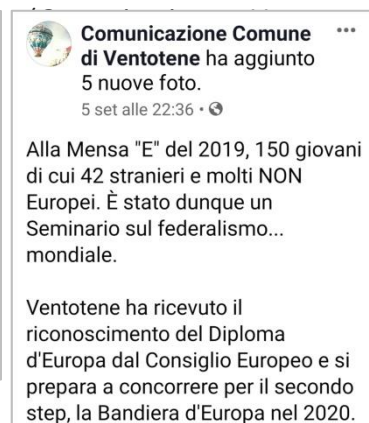 Comunicazione Comune
di Ventotene ha aggiunto
5 nuove foto.
5 set alle 22:36 •
Alla Mensa "E" del 2019, 150 giovani
di cui 42 stranieri e molti NON
Europei. È stato dunque un
Seminario sul federalismo...
mondiale.
Ventotene ha ricevuto il
riconoscimento del Diploma
d'Europa dal Consiglio Europeo e si
prepara a concorrere per il secondo
step, la Bandiera d'Europa nel 2020.